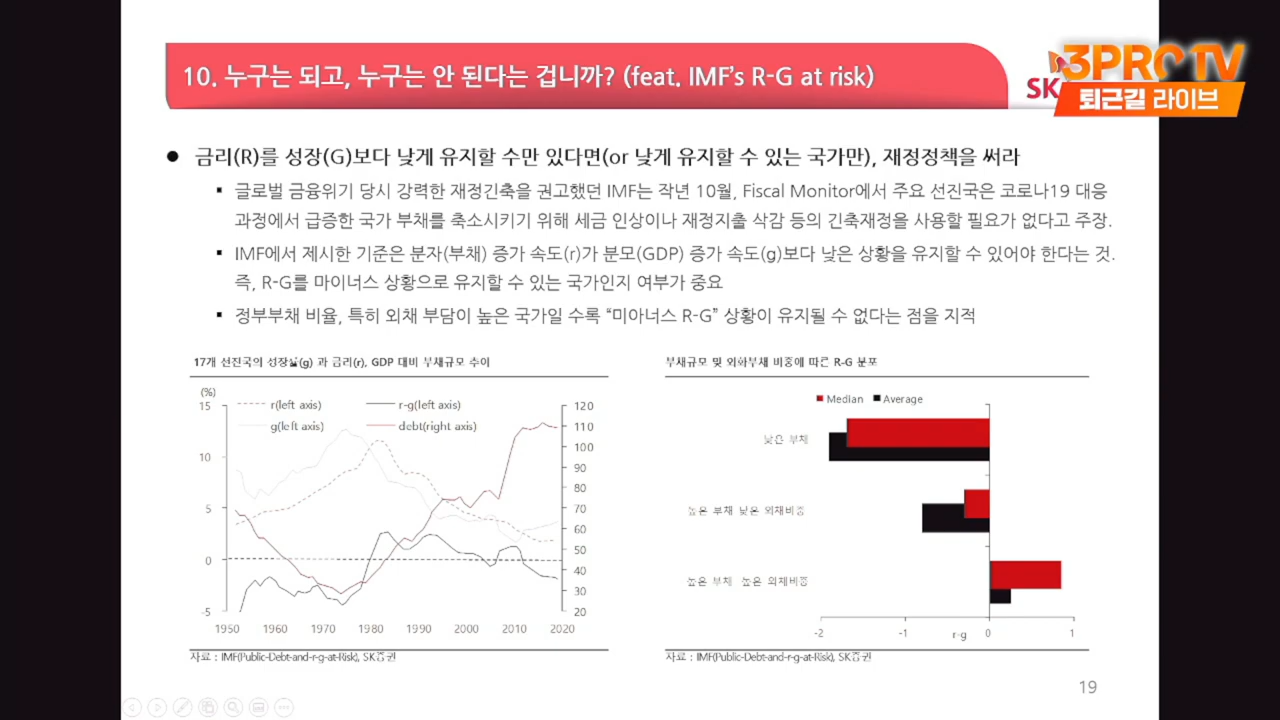 10. 누구는 되고, 누구는 안 된다는 겁니까? (feat. IMF's R-G at risk)
SK
3PROTV
퇴근길 라이브
● 금리(R)를 성장(G)보다 낮게 유지할 수만 있다면(or 낮게 유지할 수 있는 국가만), 재정정책을 써라
▪ 글로벌 금융위기 당시 강력한 재정긴축을 권고했던 IMF는 작년 10월, Fiscal Monitor에서 주요 선진국은 코로나19 대응
과정에서 급증한 국가 부채를 축소시키기 위해 세금 인상이나 재정지출 삭감 등의 긴축재정을 사용할 필요가 없다고 주장.
▪ IMF에서 제시한 기준은 분자(부채) 증가 속도(r)가 분모(GDP) 증가 속도(g)보다 낮은 상황을 유지할 수 있어야 한다는 것.
즉, R-G를 마이너스 상황으로 유지할 수 있는 국가인지 여부가 중요
▪ 정부부채 비율, 특히 외채 부담이 높은 국가일 수록 “미아너스 R-G” 상황이 유지될 수 없다는 점을 지적
17개 선진국의 성장률(g) 과 금리(r), GDP 대비 부채규모 추이
(%)
r(left axis) r-g(left axis)
g(left axis) debt(right axis)
15 10 5 0 -5
120 110 100 90 80 70 60 50 40 30 20
1950 1960 1970 1980 1990 2000 2010 2020
자료 : IMF(Public-Debt-and-r-g-at-Risk), SK증권
부채규모 및 외화부채 비중에 따른 R-G 분포
Median Average
낮은 부채
높은 부채 낮은 외채비중
높은 부채 높은 외채비중
-2 -1 r-g 0 1
자료 : IMF(Public-Debt-and-r-g-at-Risk), SK증권
19